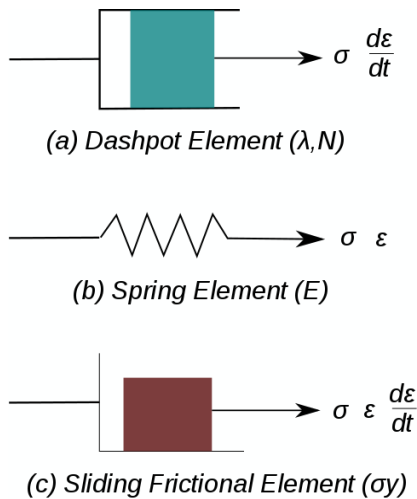 σ dε/dt
(a) Dashpot Element (λ,N)
σ ε
(b) Spring Element (E)
σ ε dε/dt
(c) Sliding Frictional Element (σy)